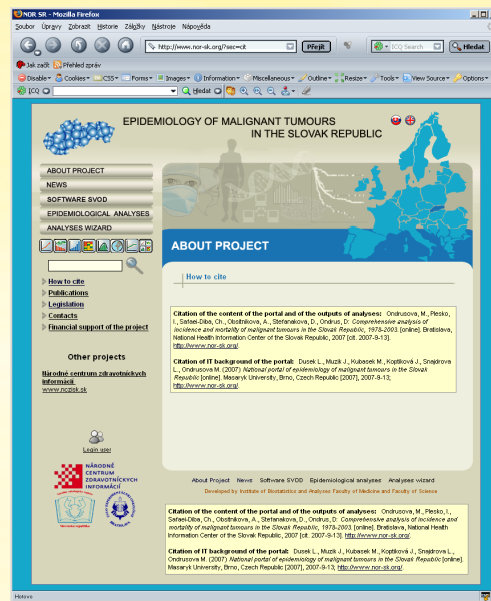 NOR SR - Mozilla Firefox
Soubor Úpravy Zobrazit Historie Záložky Nástroje Nápověda
http://www.nor-sk.org/?sec=cit Přejít ICQ-Search Hledat
Jak začít Přehled zpráv
Disable Cookies CSS Forms Images Information Miscellaneous Outline Resize Tools View Source Options
ICQ Hledat
EPIDEMIOLOGY OF MALIGNANT TUMOURS
IN THE SLOVAK REPUBLIC
ABOUT PROJECT
NEWS
SOFTWARE SVOD
EPIDEMIOLOGICAL ANALYSES
ANALYSES WIZARD
ABOUT PROJECT
How to cite
Publications
Legislation
Contacts
Financial support of the project
Other projects
Národné centrum zdravotníckych
informácií
www.nczisk.sk
Login user
NÁRODNÉ
CENTRUM
ZDRAVOTNÍCKYCH
INFORMÁCIÍ
How to cite
Citation of the content of the portal and of the outputs of analyses: Ondrusova, M., Plesko,
I., Safaei-Diba, Ch., Obsitnikova, A., Stefanakova, D., Ondrus, D: Comprehensive analysis of
incidence and mortality of malignant tumours in the Slovak Republic, 1978-2003. [online]. Bratislava,
National Health Information Center of the Slovak Republic, 2007 [cit. 2007-9-13].
http://www.nor-sk.org/.
Citation of IT background of the portal: Dusek L., Muzik J., Kubasek M., Koptiková J., Snajdrova
L., Ondrusova M. (2007) National portal of epidemiology of malignant tumours in the Slovak
Republic [online]. Masaryk University, Brno, Czech Republic [2007], 2007-9-13;
http://www.nor-sk.org/.
About Project News Software SVOD Epidemiological analyses Analyses wizard
Developed by Institute of Biostatistics and Analyses Faculty of Medicine and Faculty of Science
Citation of the content of the portal and of the outputs of analyses: Ondrusova, M., Plesko, I.,
Safaei-Diba, Ch., Obsitnikova, A., Stefanakova, D., Ondrus, D: Comprehensive analysis of incidence and
mortality of malignant tumours in the Slovak Republic, 1978-2003. [online]. Bratislava, National Health
Information Center of the Slovak Republic, 2007 [cit. 2007-9-13]. http://www.nor-sk.org/.
Citation of IT background of the portal: Dusek L., Muzik J., Kubasek M., Koptiková J., Snajdrova L.,
Ondrusova M. (2007) National portal of epidemiology of malignant tumours in the Slovak Republic [online].
Masaryk University, Brno, Czech Republic [2007], 2007-9-13; http://www.nor-sk.org/.
Hotovo